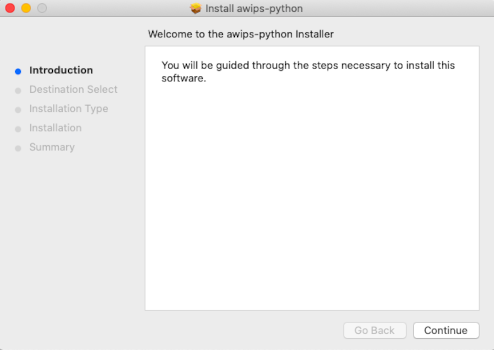 Install awips-python
Welcome to the awips-python Installer
Introduction
Destination Select
Installation Type
Installation
Summary
You will be guided through the steps necessary to install this
software.
Go Back
Continue